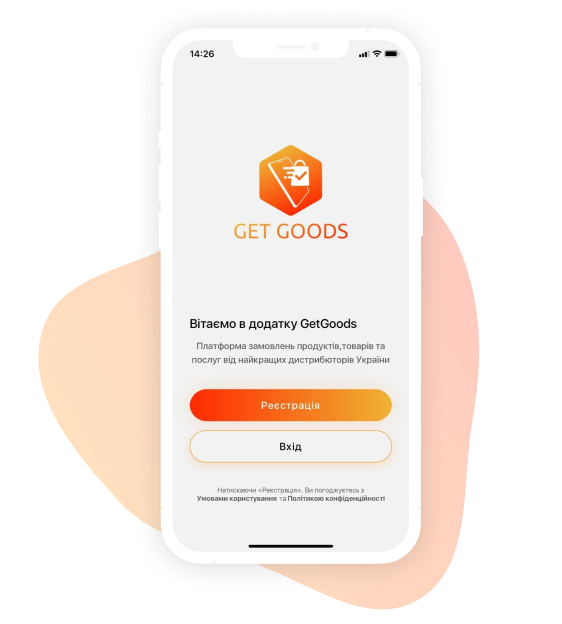 14:26
GET GOODS
Вітаємо в додатку GetGoods
Платформа замовлень продуктів,товарів та
послуг від найкращих дистрибюторів України
Реєстрація
Вхід
Натискаючи «Реєстрація», Ви погоджуєтесь з
Умовами користування та Політикою конфіденційності